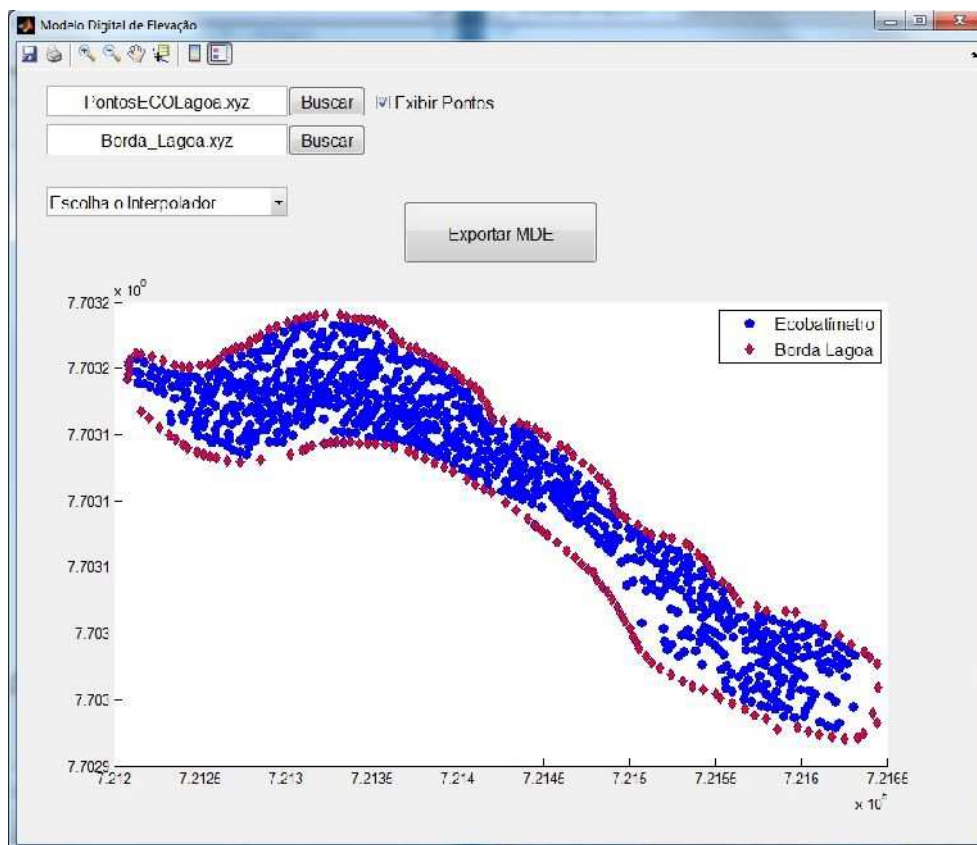 Modelo Digital de Elevação
PontosECOLagoa.xyz Buscar Exibir Pontos
Borda_Lagoa.xyz Buscar
Escolha o Interpolador
Exportar MDE
x 10
7.7032
7.7032
7.7031
7.7031
7.7031
7.703
7.703
7.7029
Ecobatímetro
Borda Lagoa
7.212 7.2125 7.213 7.2135 7.214 7.2145 7.215 7.2155 7.216 7.2165
x 10